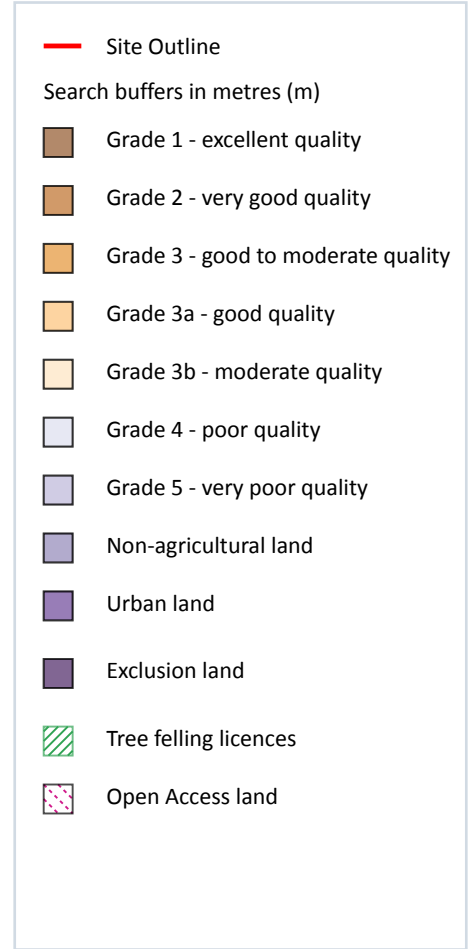 Site Outline
Search buffers in metres (m)
Grade 1 - excellent quality
Grade 2 - very good quality
Grade 3 - good to moderate quality
Grade 3a - good quality
Grade 3b - moderate quality
Grade 4 - poor quality
Grade 5 - very poor quality
Non-agricultural land
Urban land
Exclusion land
Tree felling licences
Open Access land